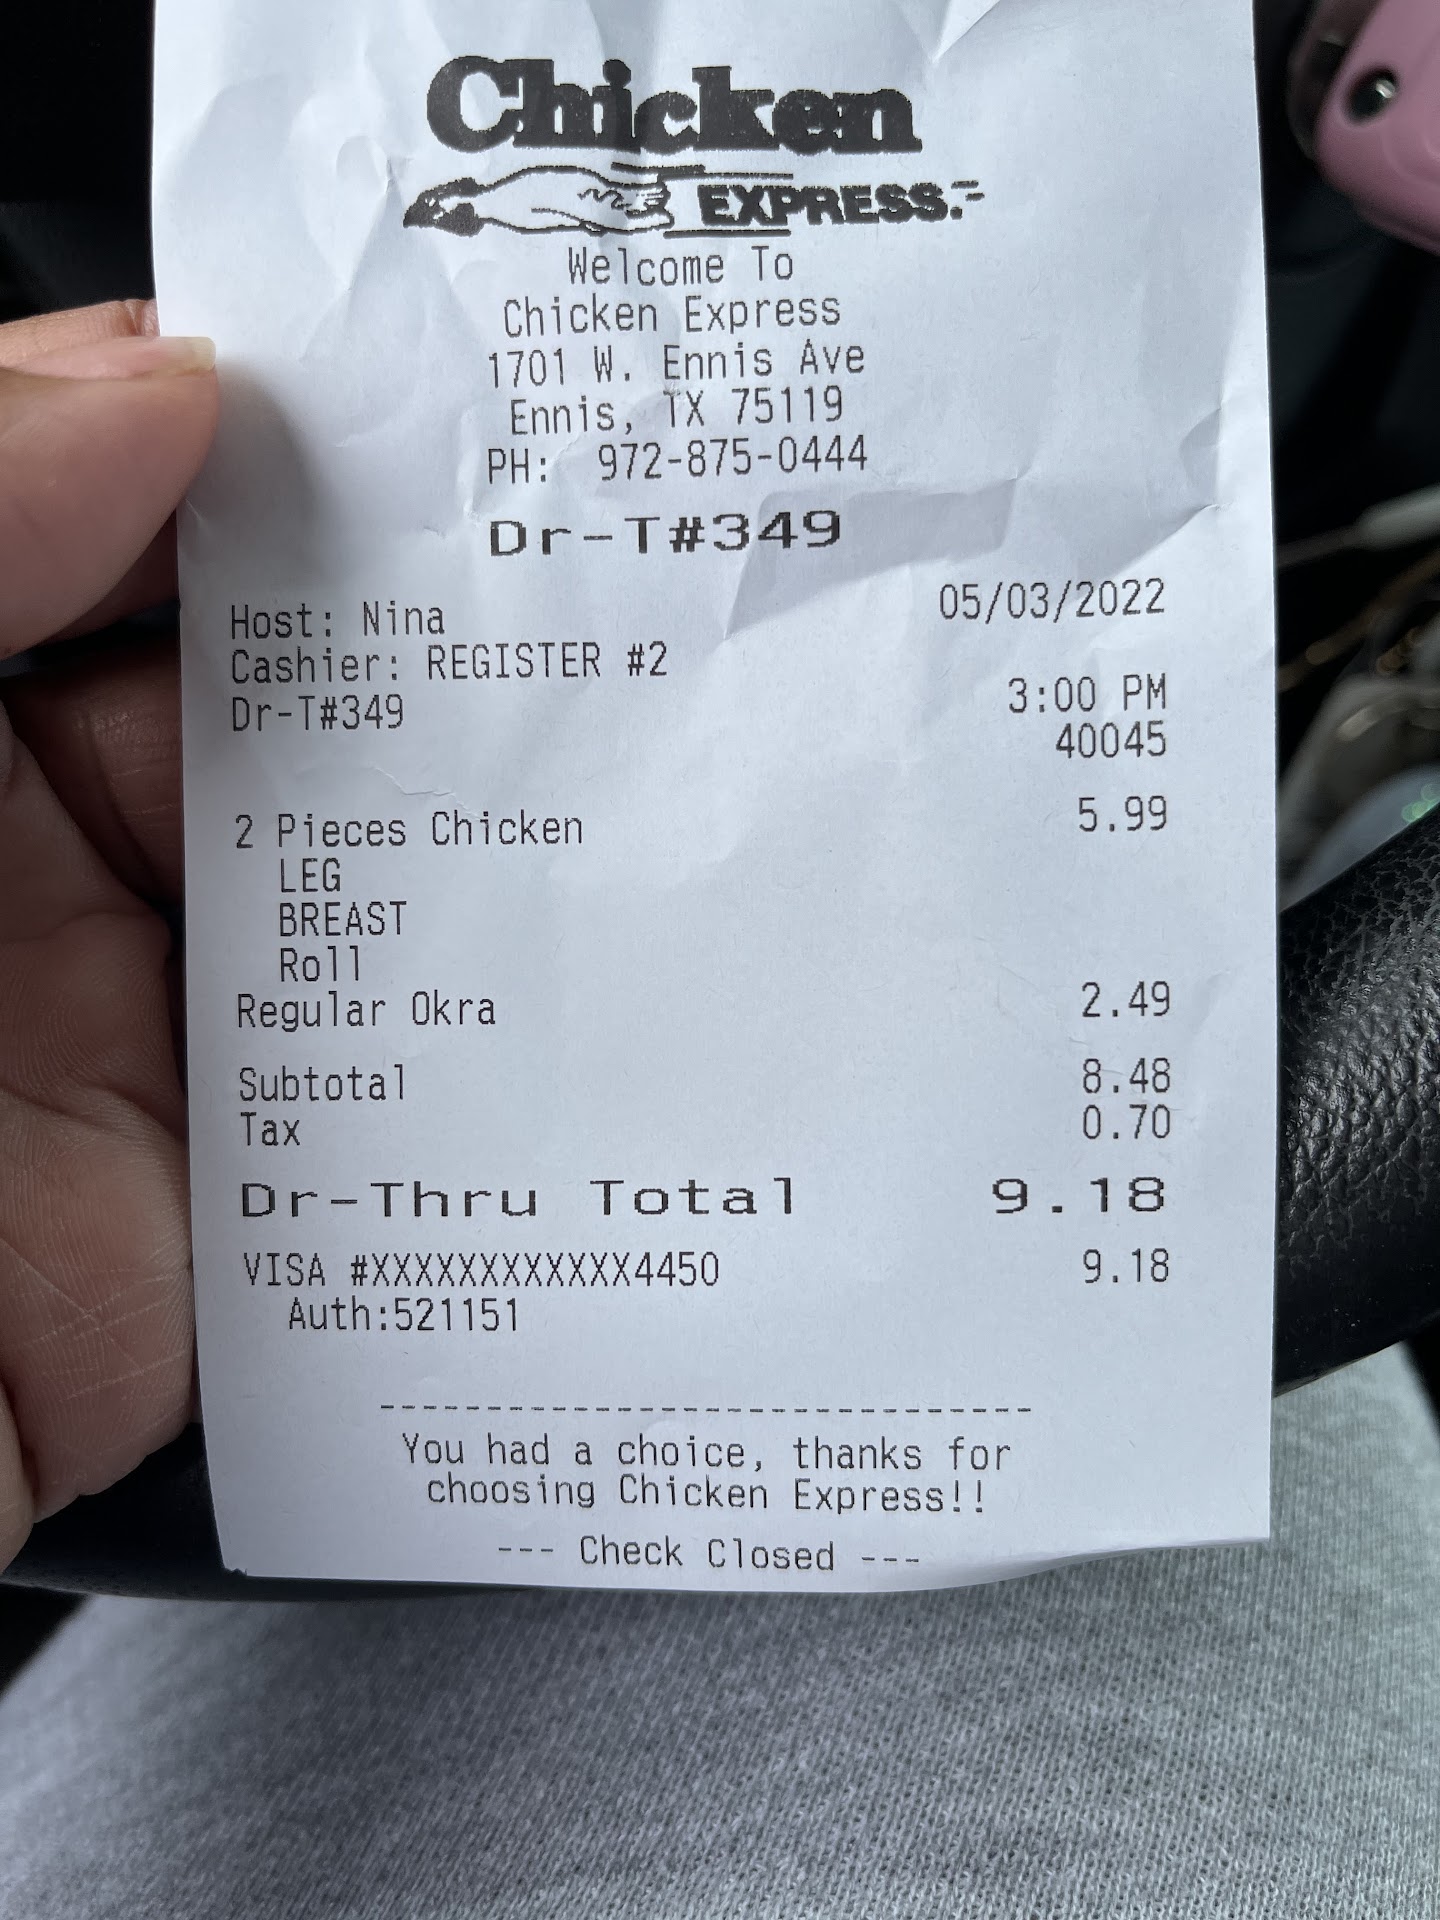 Chicken
EXPRESS
Welcome To
Chicken Express
1701 W. Ennis Ave
Ennis, TX 75119
PH: 972-875-0444
Dr-T#349
Host: Nina 05/03/2022
Cashier: REGISTER #2
Dr-T#349 3:00 PM
40045
2 Pieces Chicken 5.99
LEG
BREAST
Roll
Regular Okra 2.49
Subtotal 8.48
Tax 0.70
Dr-Thru Total 9.18
VISA #XXXXXXXXXXXX4450 9.18
Auth:521151
-------------------------------
You had a choice, thanks for
choosing Chicken Express!!
--- Check Closed ---